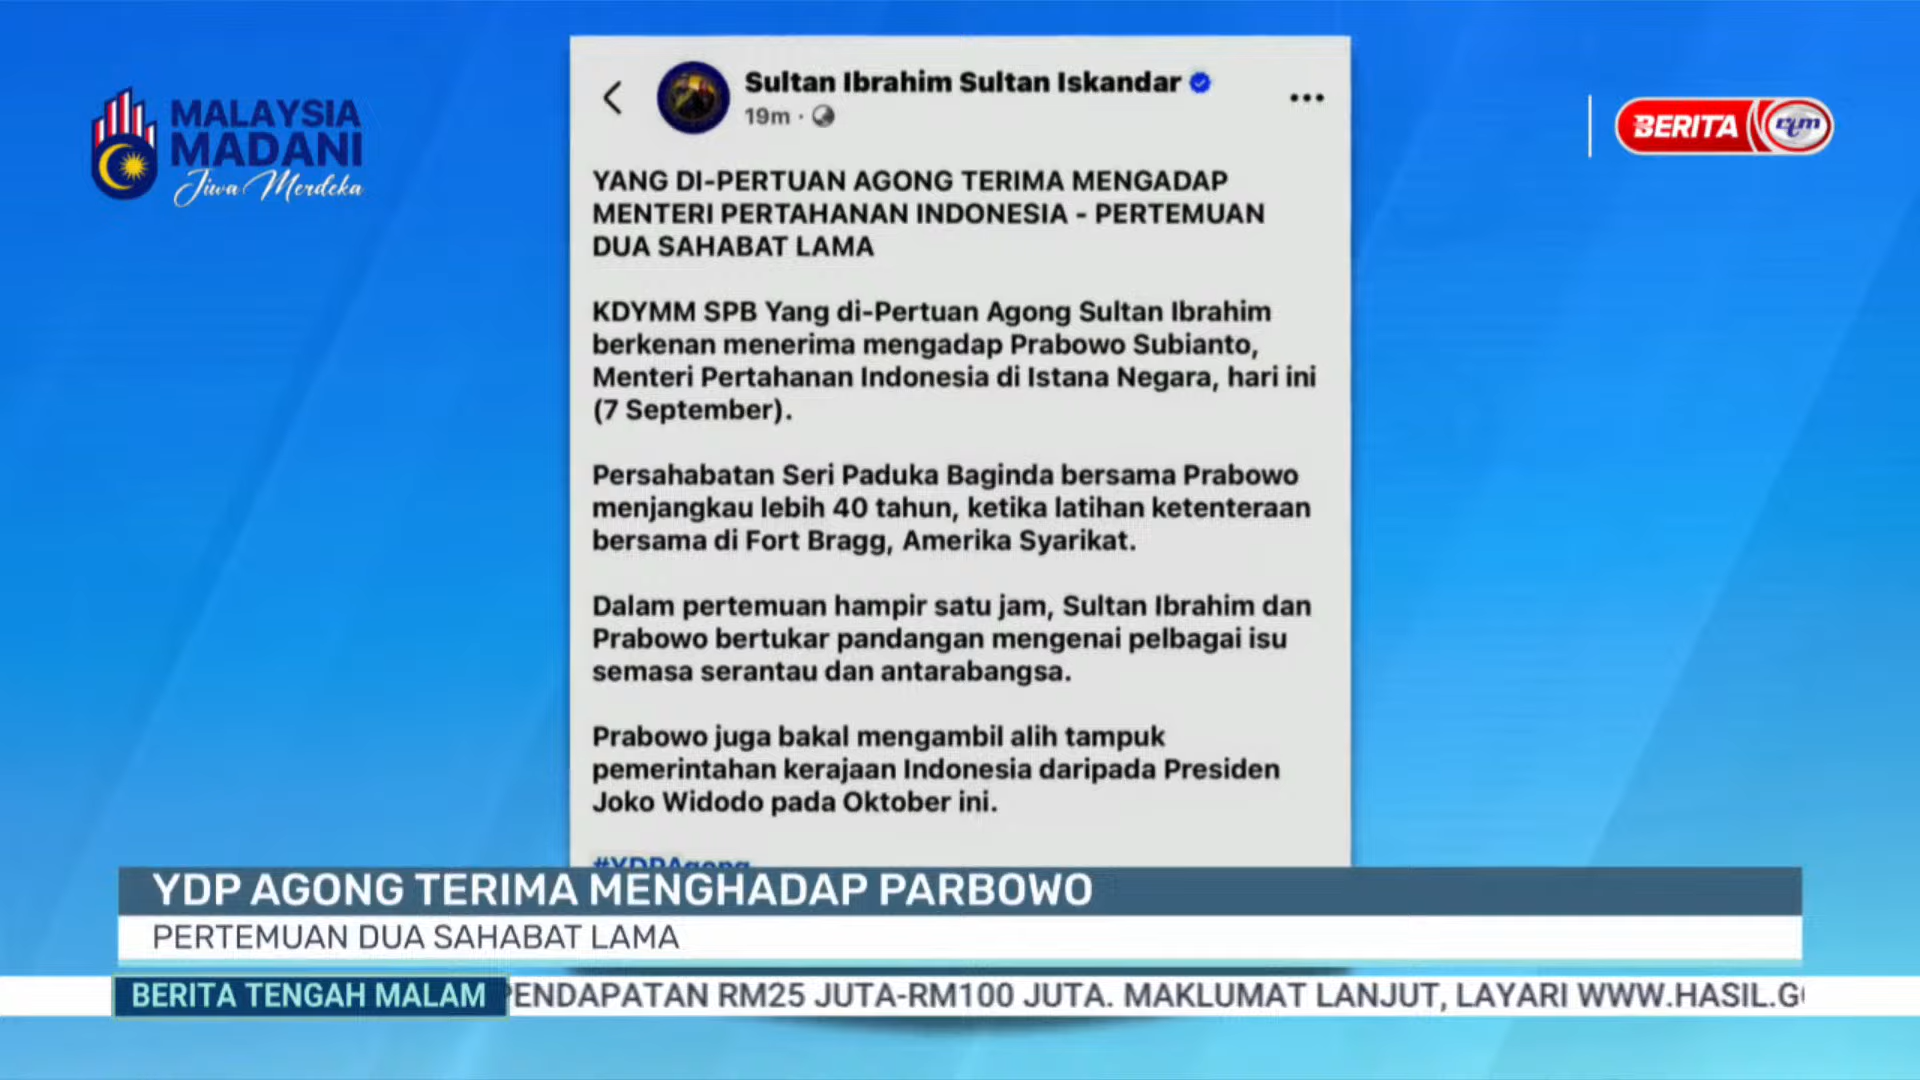 MALAYSIA
MADANI
Jiwa Merdeka
BERITA rtm
Sultan Ibrahim Sultan Iskandar
19m ·
YANG DI-PERTUAN AGONG TERIMA MENGADAP
MENTERI PERTAHANAN INDONESIA - PERTEMUAN
DUA SAHABAT LAMA
KDYMM SPB Yang di-Pertuan Agong Sultan Ibrahim
berkenan menerima mengadap Prabowo Subianto,
Menteri Pertahanan Indonesia di Istana Negara, hari ini
(7 September).
Persahabatan Seri Paduka Baginda bersama Prabowo
menjangkau lebih 40 tahun, ketika latihan ketenteraan
bersama di Fort Bragg, Amerika Syarikat.
Dalam pertemuan hampir satu jam, Sultan Ibrahim dan
Prabowo bertukar pandangan mengenai pelbagai isu
semasa serantau dan antarabangsa.
Prabowo juga bakal mengambil alih tampuk
pemerintahan kerajaan Indonesia daripada Presiden
Joko Widodo pada Oktober ini.
#YDPAgong
YDP AGONG TERIMA MENGHADAP PARBOWO
PERTEMUAN DUA SAHABAT LAMA
BERITA TENGAH MALAM
PENDAPATAN RM25 JUTA-RM100 JUTA. MAKLUMAT LANJUT, LAYARI WWW.HASIL.G